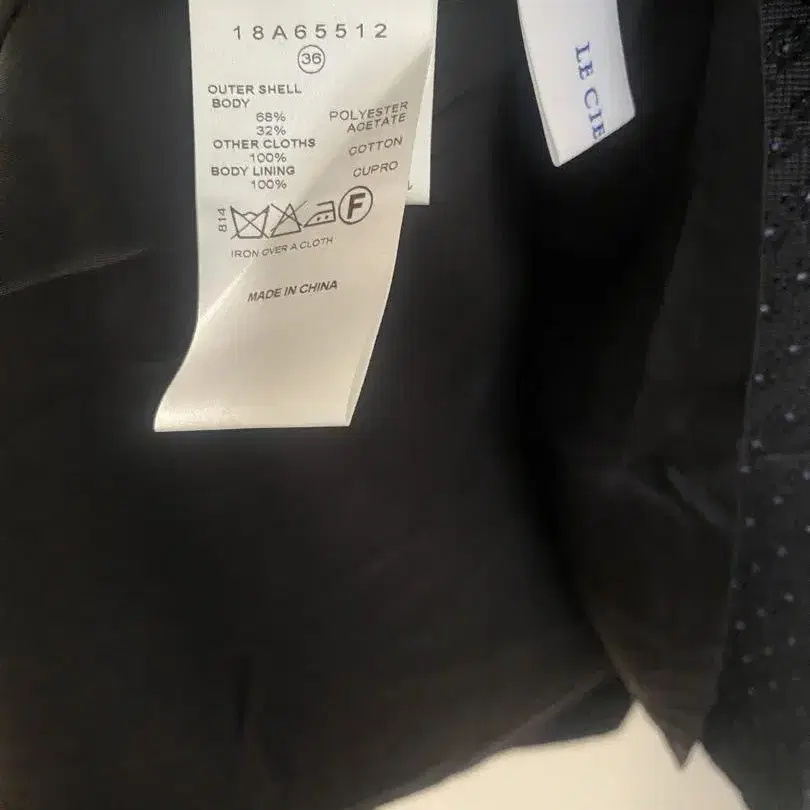 18A65512
36
OUTER SHELL
BODY
68% POLYESTER
32% ACETATE
OTHER CLOTHS
100% COTTON
BODY LINING
100% CUPRO
814
F
IRON OVER A CLOTH
MADE IN CHINA
LE CIE